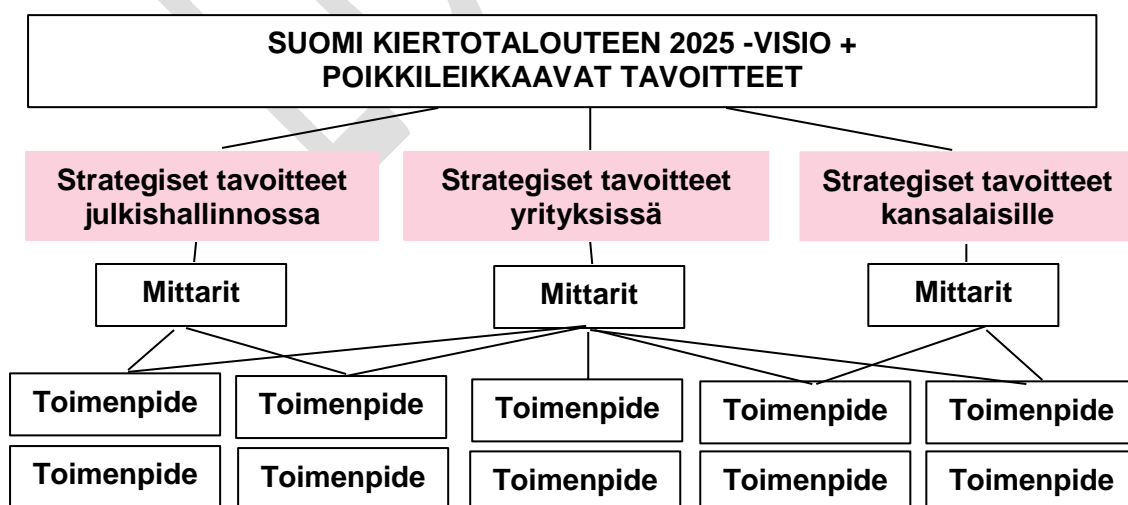 SUOMI KIERTOTALOUTEEN 2025 -VISIO +
POIKKILEIKKAAVAT TAVOITTEET
Strategiset tavoitteet
julkishallinnossa
Strategiset tavoitteet
yrityksissä
Strategiset tavoitteet
kansalaisille
Mittarit
Mittarit
Mittarit
Toimenpide
Toimenpide
Toimenpide
Toimenpide
Toimenpide
Toimenpide
Toimenpide
Toimenpide
Toimenpide
Toimenpide